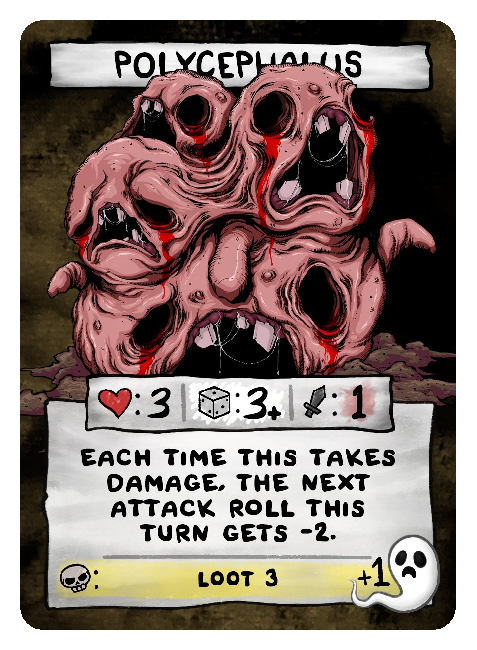 POLYCEPHALUS
:3 :3+ :1
EACH TIME THIS TAKES
DAMAGE, THE NEXT
ATTACK ROLL THIS
TURN GETS -2.
: LOOT 3 +1